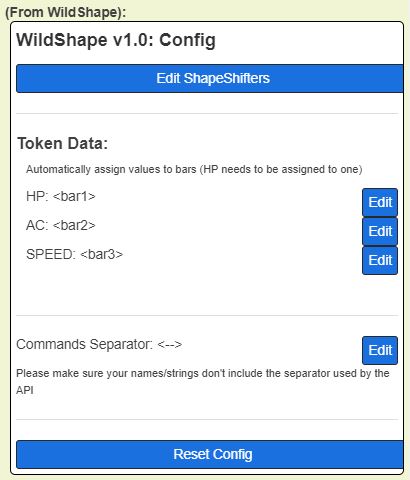 (From WildShape):
WildShape v1.0: Config
Edit ShapeShifters
Token Data:
Automatically assign values to bars (HP needs to be assigned to one)
HP: <bar1>
Edit
AC: <bar2>
Edit
SPEED: <bar3>
Edit
Commands Separator: <-->
Edit
Please make sure your names/strings don't include the separator used by the
API
Reset Config